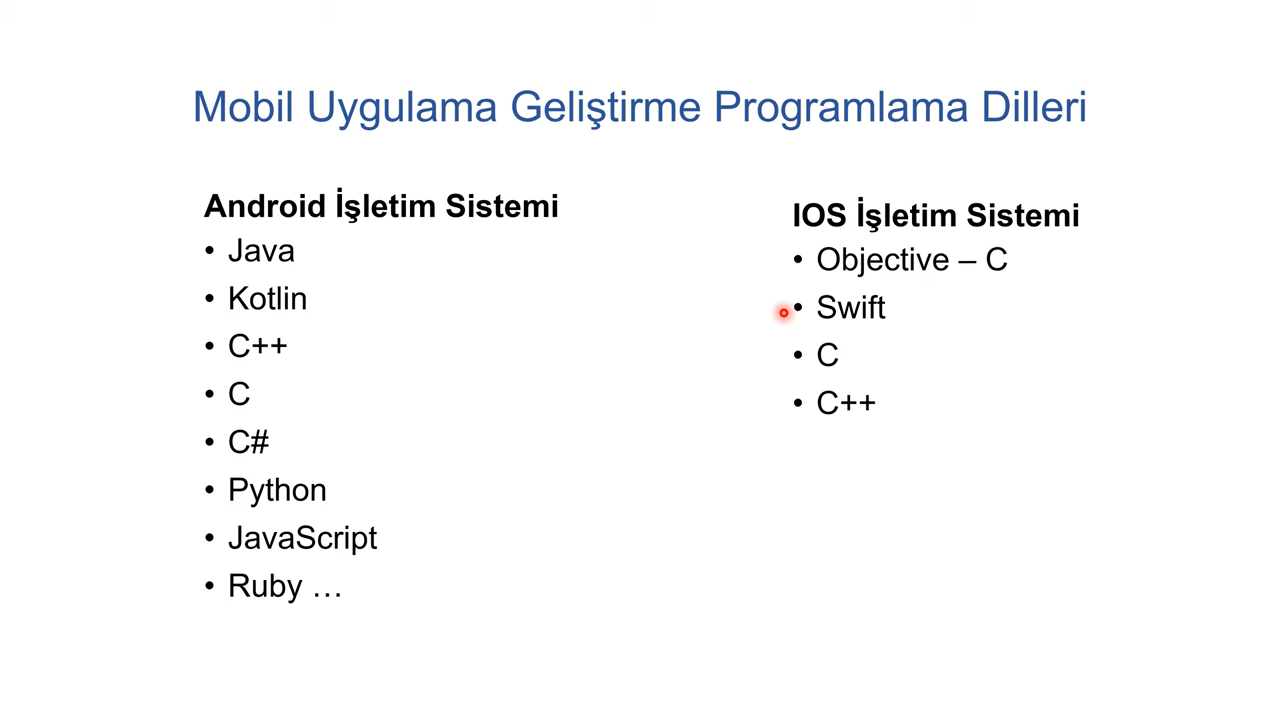 Mobil Uygulama Geliştirme Programlama Dilleri
Android İşletim Sistemi
• Java
• Kotlin
• C++
• C
• C#
• Python
• JavaScript
• Ruby …
IOS İşletim Sistemi
• Objective – C
• Swift
• C
• C++